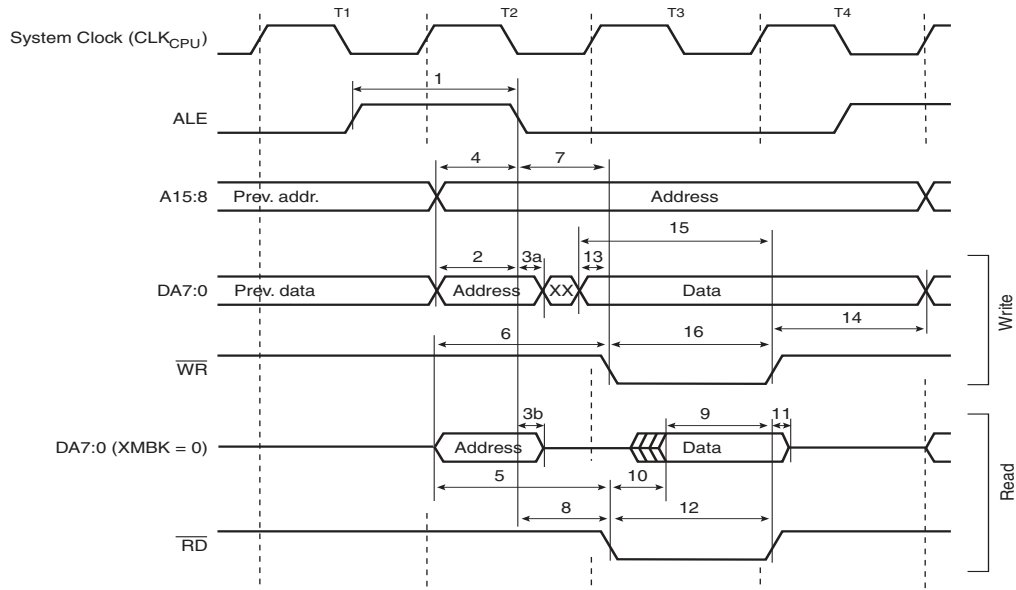 T1 T2 T3 T4
System Clock (CLKCPU)
1
ALE
4 7
A15:8 Prev. addr. Address
15
2 3a 13
DA7:0 Prev. data Address XX Data
14
6 16
WR
Write
3b 9 11
DA7:0 (XMBK = 0) Address Data
5 10
8 12
RD
Read